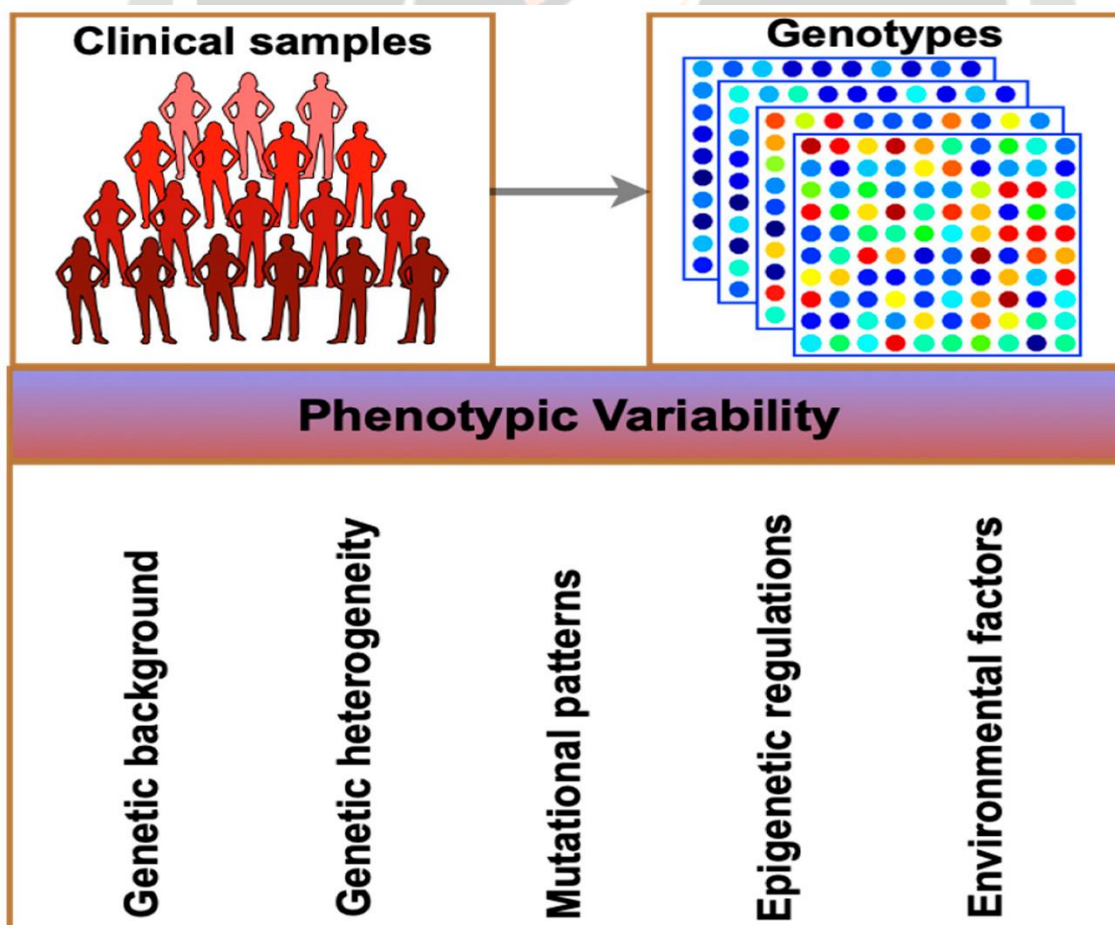 Clinical samples
Genotypes
Phenotypic Variability
Genetic background
Genetic heterogeneity
Mutational patterns
Epigenetic regulations
Environmental factors